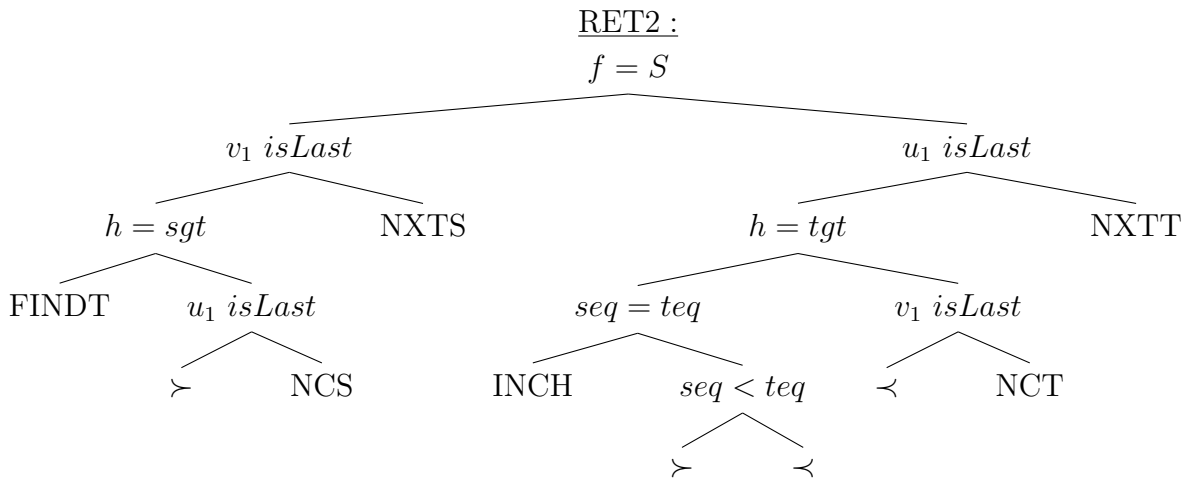 RET2 :
f = S
v₁ isLast u₁ isLast
h = sgt NXTS h = tgt NXTT
FINDT u₁ isLast seq = teq v₁ isLast
≻ NCS INCH seq < teq ≺ NCT
≻ ≺